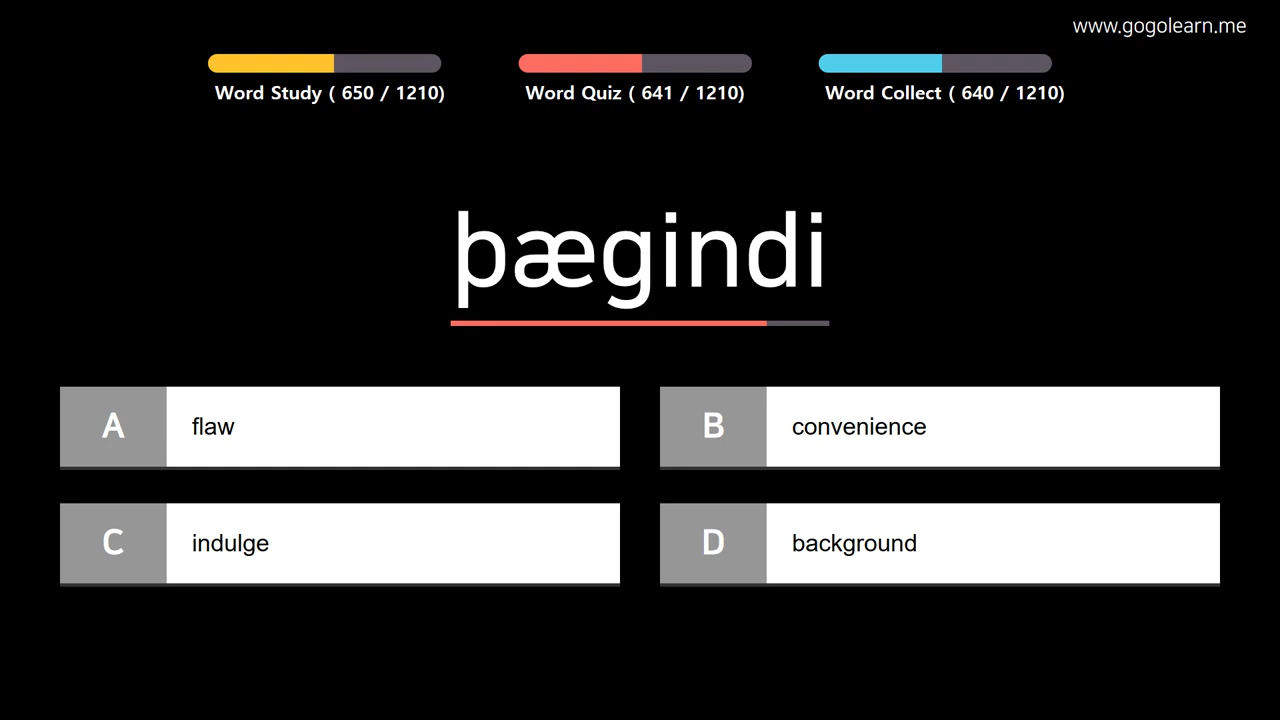 www.gogolearn.me
Word Study ( 650 / 1210)
Word Quiz ( 641 / 1210)
Word Collect ( 640 / 1210)
þægindi
A flaw
B convenience
C indulge
D background